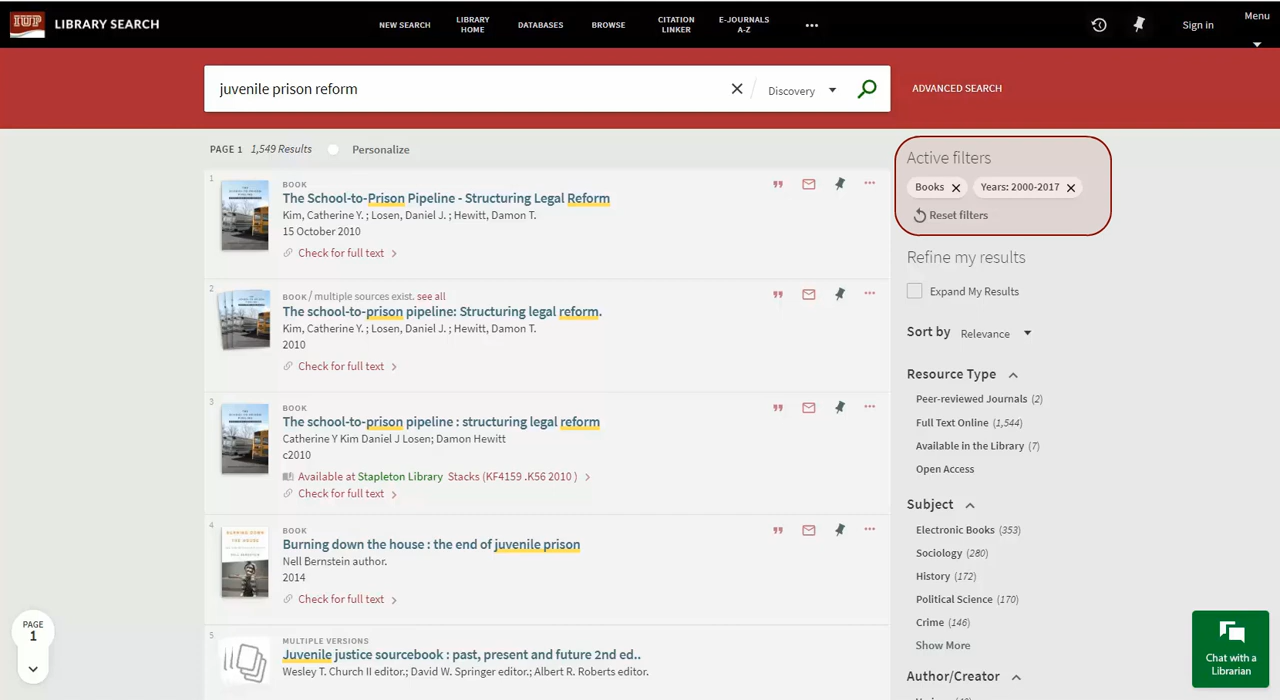 IUP LIBRARY SEARCH
NEW SEARCH
LIBRARY HOME
DATABASES
BROWSE
CITATION LINKER
E-JOURNALS A-Z
Sign in
Menu
juvenile prison reform
Discovery
ADVANCED SEARCH
PAGE 1 1,549 Results Personalize
1
BOOK
The School-to-Prison Pipeline - Structuring Legal Reform
Kim, Catherine Y. ; Losen, Daniel J. ; Hewitt, Damon T.
15 October 2010
Check for full text
2
BOOK / multiple sources exist. see all
The school-to-prison pipeline: Structuring legal reform.
Kim, Catherine Y. ; Losen, Daniel J. ; Hewitt, Damon T.
2010
Check for full text
3
BOOK
The school-to-prison pipeline : structuring legal reform
Catherine Y Kim Daniel J Losen; Damon Hewitt
c2010
Available at Stapleton Library Stacks (KF4159 .K56 2010 )
Check for full text
4
BURNING DOWN
THE HOUSE
BOOK
Burning down the house : the end of juvenile prison
Nell Bernstein author.
2014
Check for full text
5
MULTIPLE VERSIONS
Juvenile justice sourcebook : past, present and future 2nd ed..
Wesley T. Church II editor.; David W. Springer editor.; Albert R. Roberts editor.
Active filters
Books
Years: 2000-2017
Reset filters
Refine my results
Expand My Results
Sort by Relevance
Resource Type
Peer-reviewed Journals (2)
Full Text Online (1,544)
Available in the Library (7)
Open Access
Subject
Electronic Books (353)
Sociology (280)
History (172)
Political Science (170)
Crime (146)
Show More
Author/Creator
PAGE
1
Chat with a
Librarian